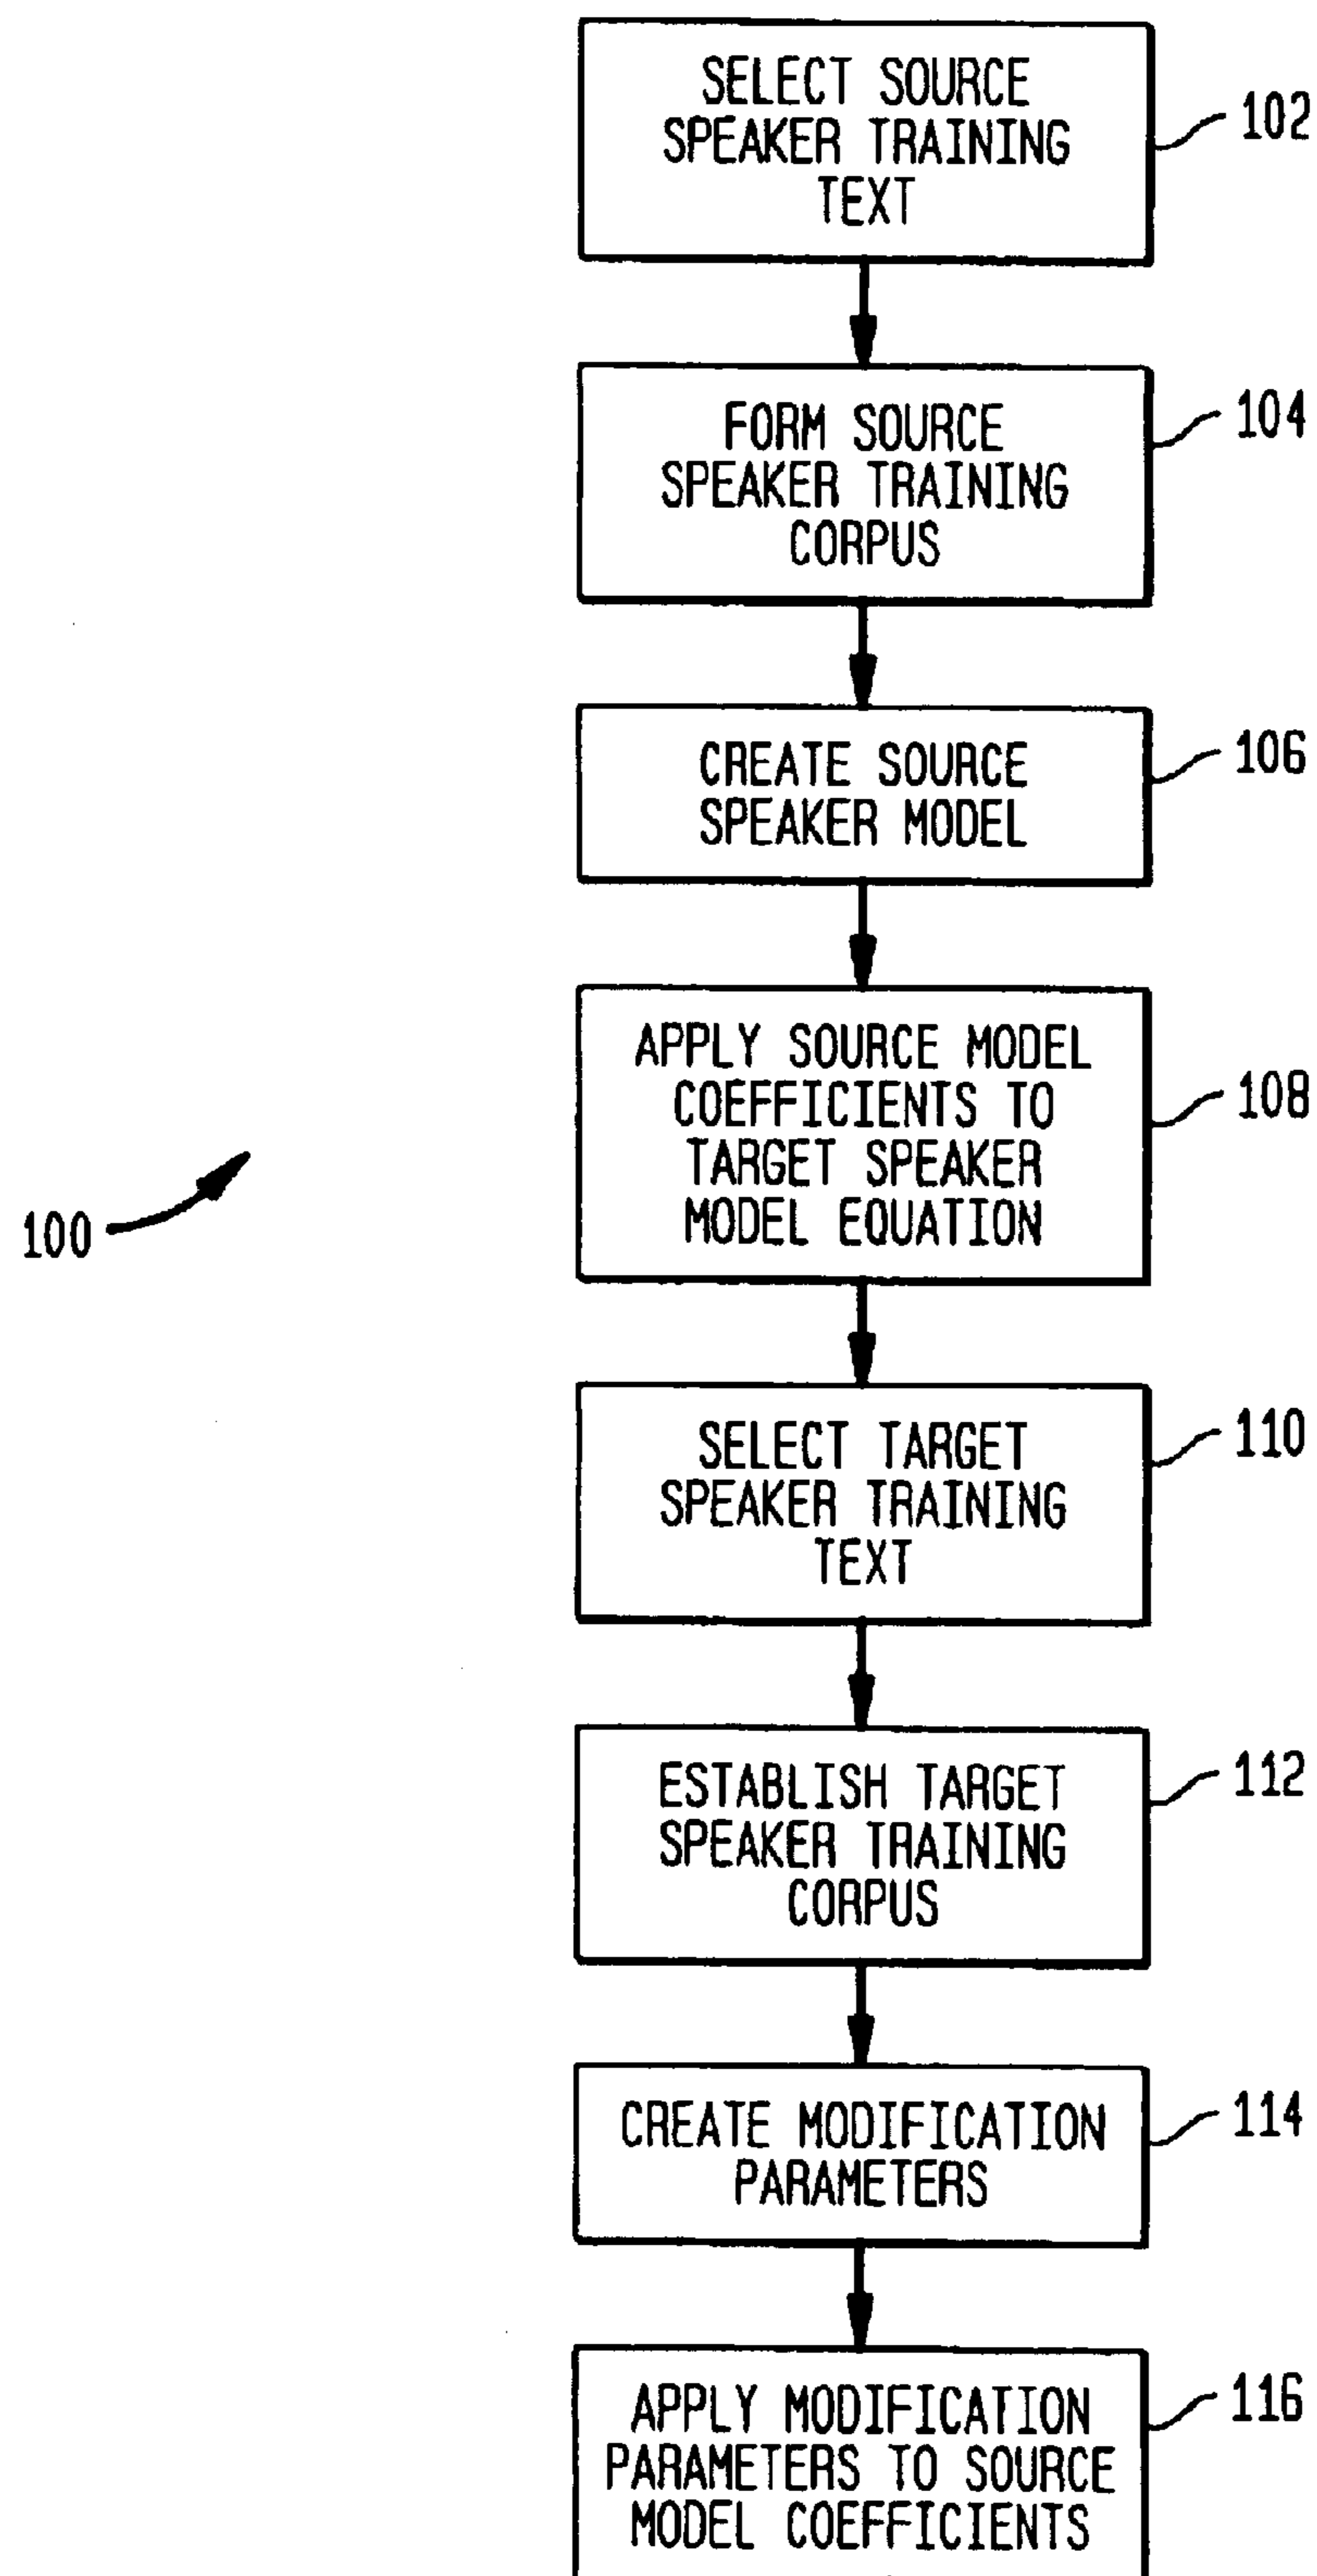 SELECT SOURCE
SPEAKER TRAINING
TEXT
102
FORM SOURCE
SPEAKER TRAINING
CORPUS
104
CREATE SOURCE
SPEAKER MODEL
106
APPLY SOURCE MODEL
COEFFICIENTS TO
TARGET SPEAKER
MODEL EQUATION
108
100
SELECT TARGET
SPEAKER TRAINING
TEXT
110
ESTABLISH TARGET
SPEAKER TRAINING
CORPUS
112
CREATE MODIFICATION
PARAMETERS
114
APPLY MODIFICATION
PARAMETERS TO SOURCE
MODEL COEFFICIENTS
116